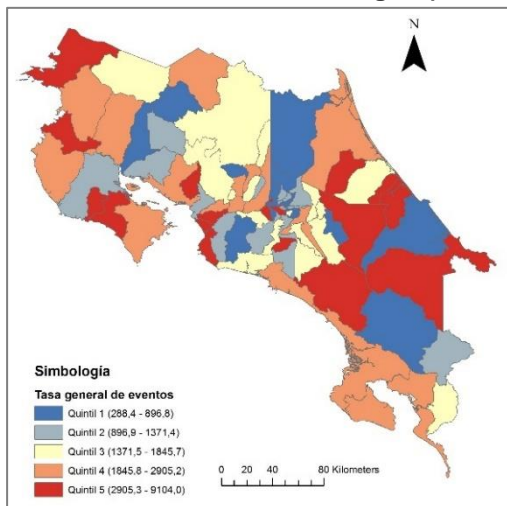 N
Simbología
Tasa general de eventos
Quintil 1 (288,4 - 896,8)
Quintil 2 (896,9 - 1371,4)
Quintil 3 (1371,5 - 1845,7)
Quintil 4 (1845,8 - 2905,2)
Quintil 5 (2905,3 - 9104,0)
0 20 40 80 Kilometers